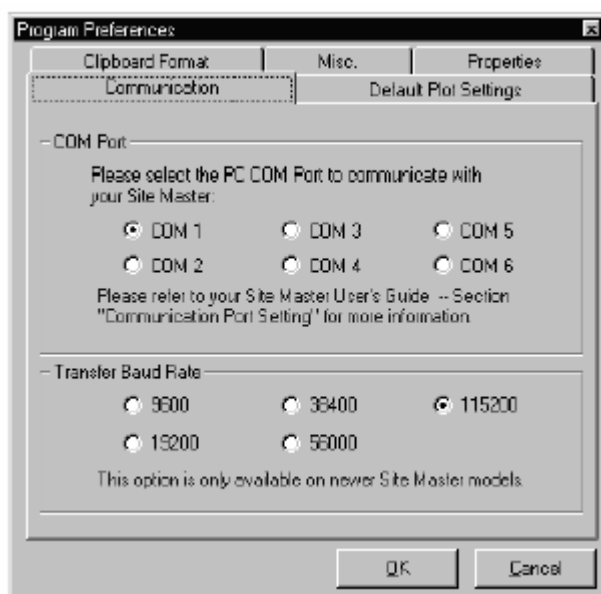 Program Preferences
Clipboard Format Misc. Properties
Communication Default Plot Settings
COM Port
Please select the PC COM Port to communicate with
your Site Master:
COM 1 COM 3 COM 5
COM 2 COM 4 COM 6
Please refer to your Site Master User's Guide -- Section
"Communication Port Setting" for more information.
Transfer Baud Rate
9600 38400 115200
19200 56000
This option is only available on newer Site Master models.
OK Cancel